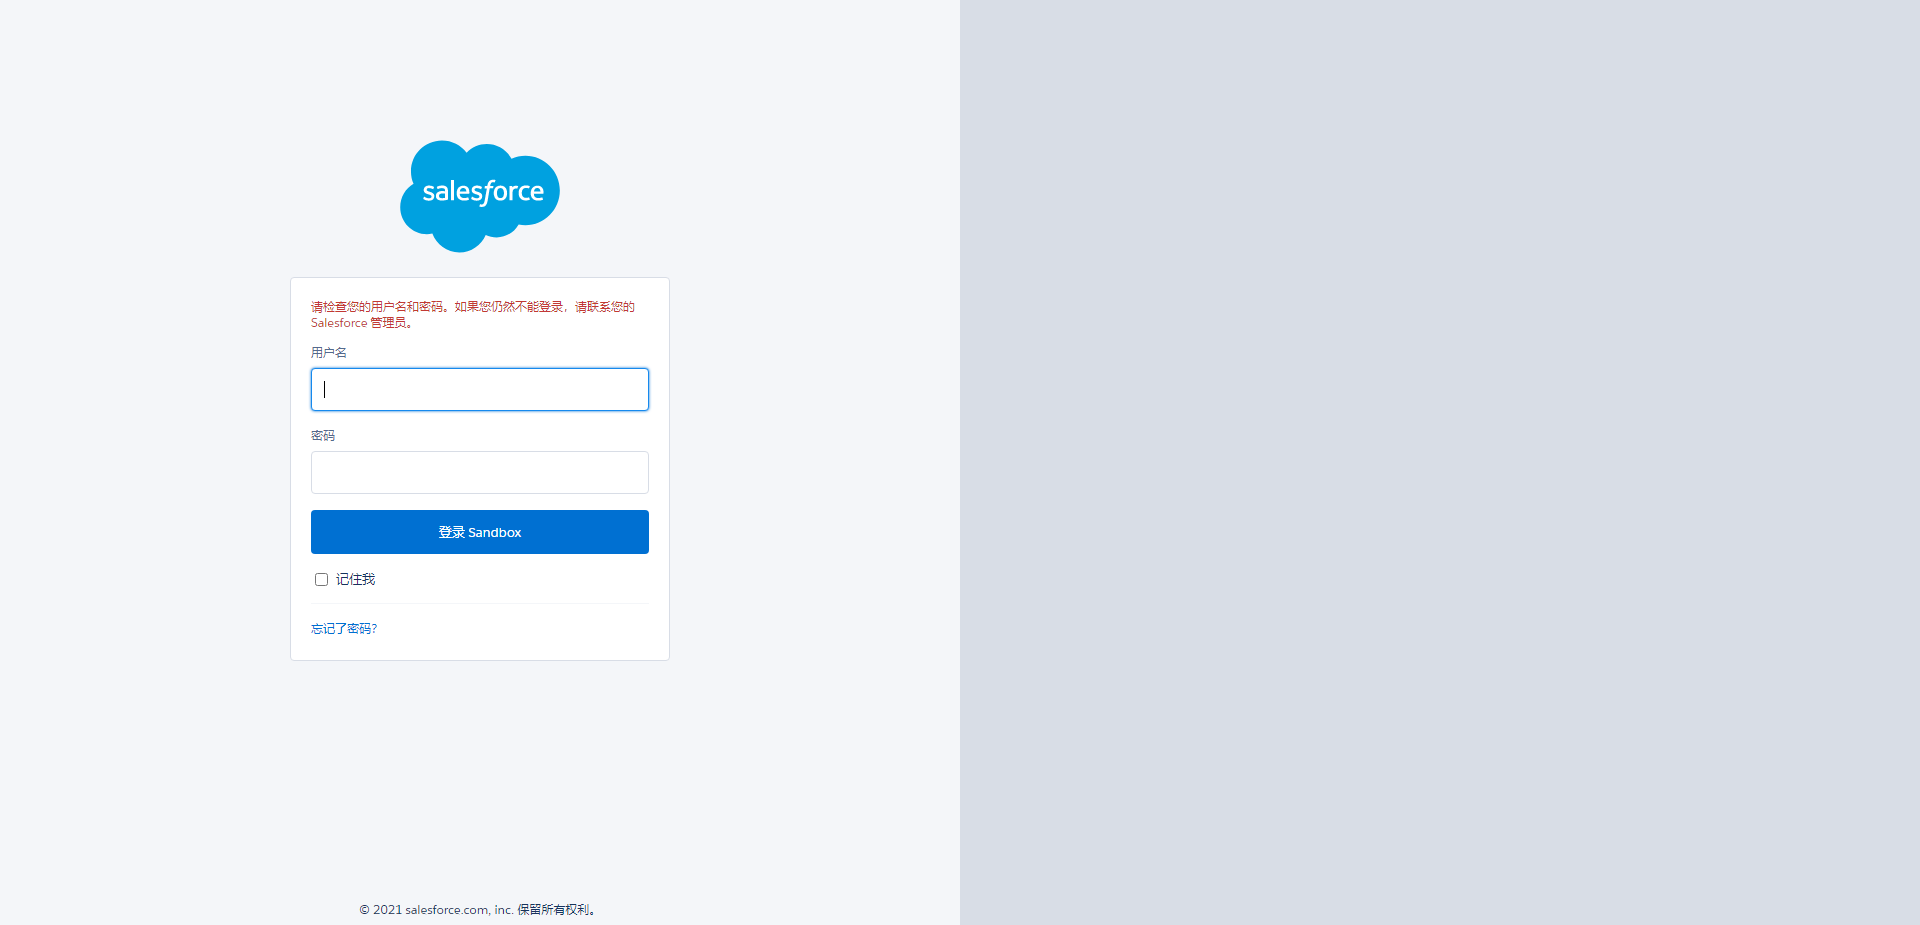 salesforce
请检查您的用户名和密码。如果您仍然不能登录，请联系您的
Salesforce 管理员。
用户名
密码
登录 Sandbox
记住我
忘记了密码？
© 2021 salesforce.com, inc. 保留所有权利。